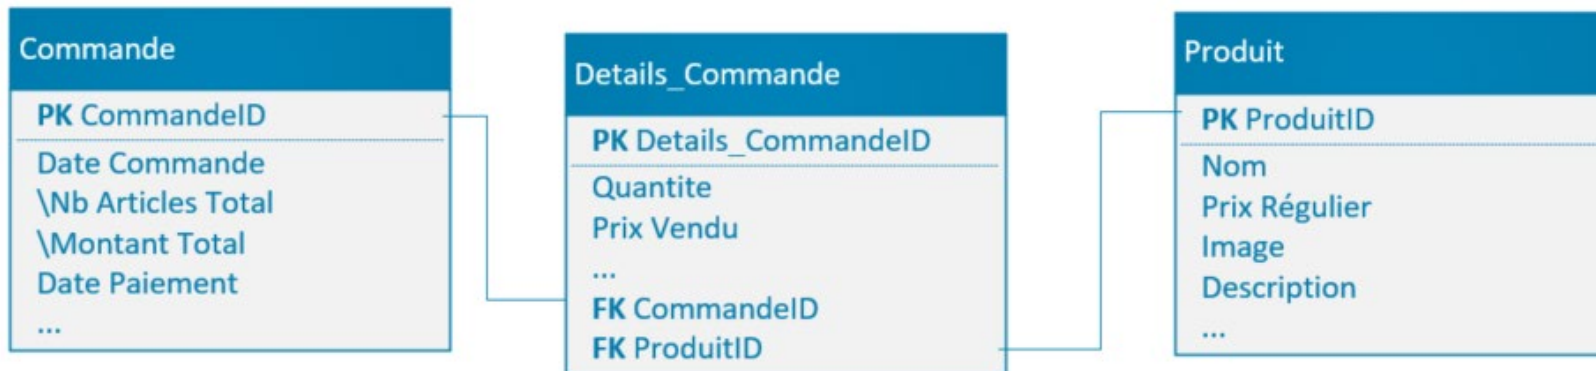 Commande
PK CommandeID
Date Commande
\Nb Articles Total
\Montant Total
Date Paiement
...
Details_Commande
PK Details_CommandeID
Quantite
Prix Vendu
...
FK CommandeID
FK ProduitID
Produit
PK ProduitID
Nom
Prix Régulier
Image
Description
...